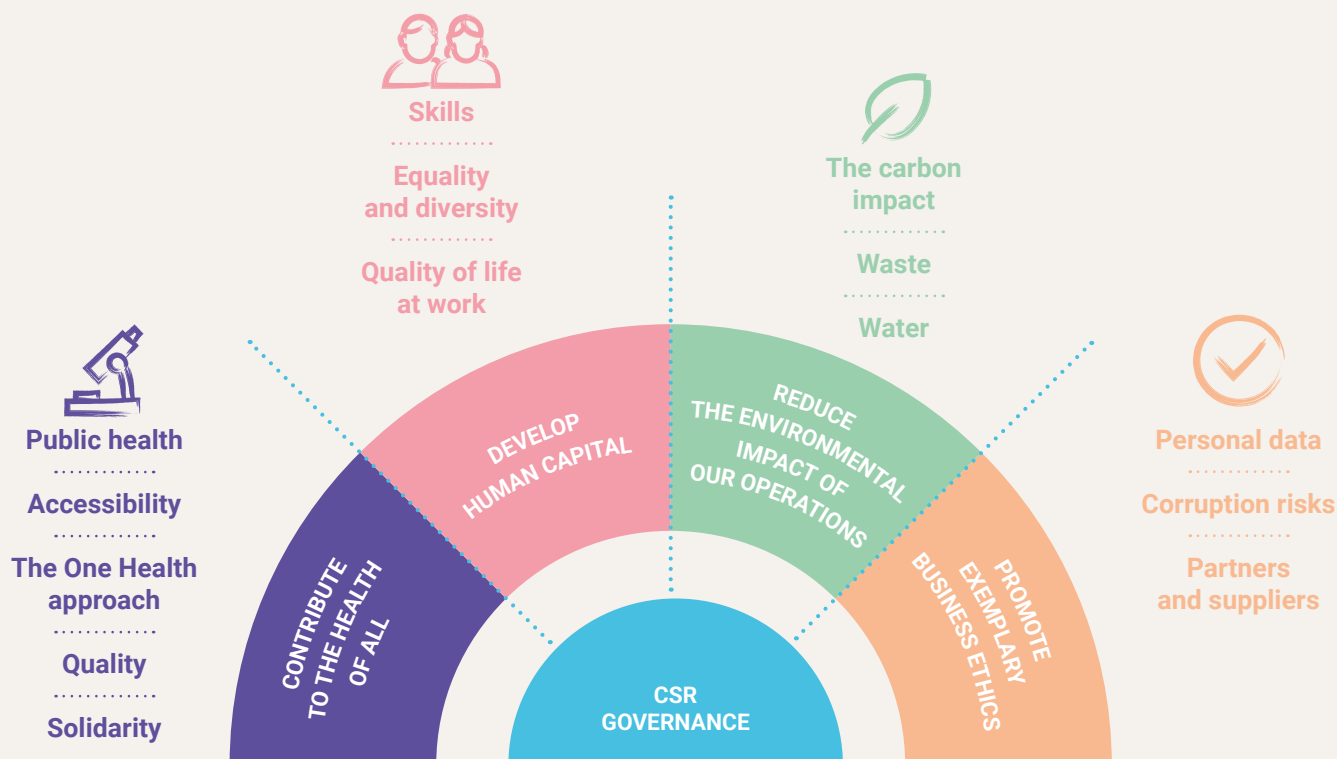 Skills
Equality
and diversity
Quality of life
at work
The carbon
impact
Waste
Water
Public health
Accessibility
The One Health
approach
Quality
Solidarity
Personal data
Corruption risks
Partners
and suppliers
CONTRIBUTE
TO THE HEALTH
OF ALL
DEVELOP
HUMAN CAPITAL
REDUCE
THE ENVIRONMENTAL
IMPACT OF
OUR OPERATIONS
PROMOTE
EXEMPLARY
BUSINESS ETHICS
CSR
GOVERNANCE